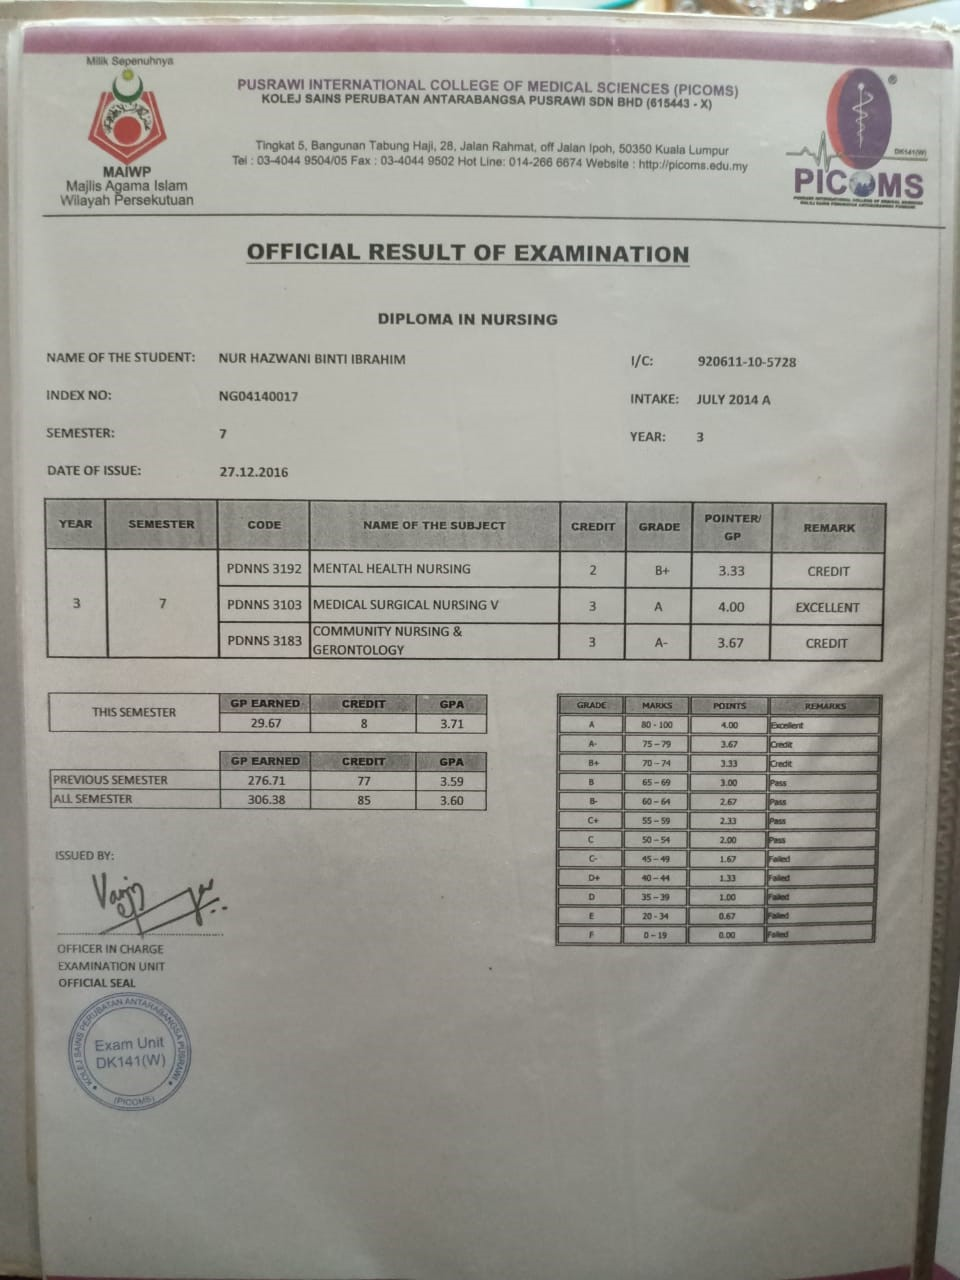 Milik Sepenuhnya
MAIWP
Majlis Agama Islam
Wilayah Persekutuan
PUSRAWI INTERNATIONAL COLLEGE OF MEDICAL SCIENCES (PICOMS)
KOLEJ SAINS PERUBATAN ANTARABANGSA PUSRAWI SDN BHD (615443 - X)
Tingkat 5, Bangunan Tabung Haji, 28, Jalan Rahmat, off Jalan Ipoh, 50350 Kuala Lumpur
Tel : 03-4044 9504/05 Fax : 03-4044 9502 Hot Line: 014-266 6674 Website : http://picoms.edu.my
®
DK141(W)
PICOMS
OFFICIAL RESULT OF EXAMINATION
DIPLOMA IN NURSING
NAME OF THE STUDENT: NUR HAZWANI BINTI IBRAHIM I/C: 920611-10-5728
INDEX NO: NG04140017 INTAKE: JULY 2014 A
SEMESTER: 7 YEAR: 3
DATE OF ISSUE: 27.12.2016
YEAR SEMESTER CODE NAME OF THE SUBJECT CREDIT GRADE POINTER/ GP REMARK
PDNNS 3192 MENTAL HEALTH NURSING 2 B+ 3.33 CREDIT
3 7 PDNNS 3103 MEDICAL SURGICAL NURSING V 3 A 4.00 EXCELLENT
PDNNS 3183 COMMUNITY NURSING & GERONTOLOGY 3 A- 3.67 CREDIT
GP EARNED CREDIT GPA
THIS SEMESTER 29.67 8 3.71
GP EARNED CREDIT GPA
PREVIOUS SEMESTER 276.71 77 3.59
ALL SEMESTER 306.38 85 3.60
GRADE MARKS POINTS REMARKS
A 80 - 100 4.00 Excellent
A- 75 – 79 3.67 Credit
B+ 70 – 74 3.33 Credit
B 65 – 69 3.00 Pass
B- 60 – 64 2.67 Pass
C+ 55 – 59 2.33 Pass
C 50 – 54 2.00 Pass
C- 45 – 49 1.67 Failed
D+ 40 – 44 1.33 Failed
D 35 – 39 1.00 Failed
E 20 - 34 0.67 Failed
F 0 – 19 0.00 Failed
ISSUED BY:
OFFICER IN CHARGE
EXAMINATION UNIT
OFFICIAL SEAL
KOLEJ SAINS PERUBATAN ANTARABANGSA PUSRAWI
Exam Unit
DK141(W)
(PICOMS)